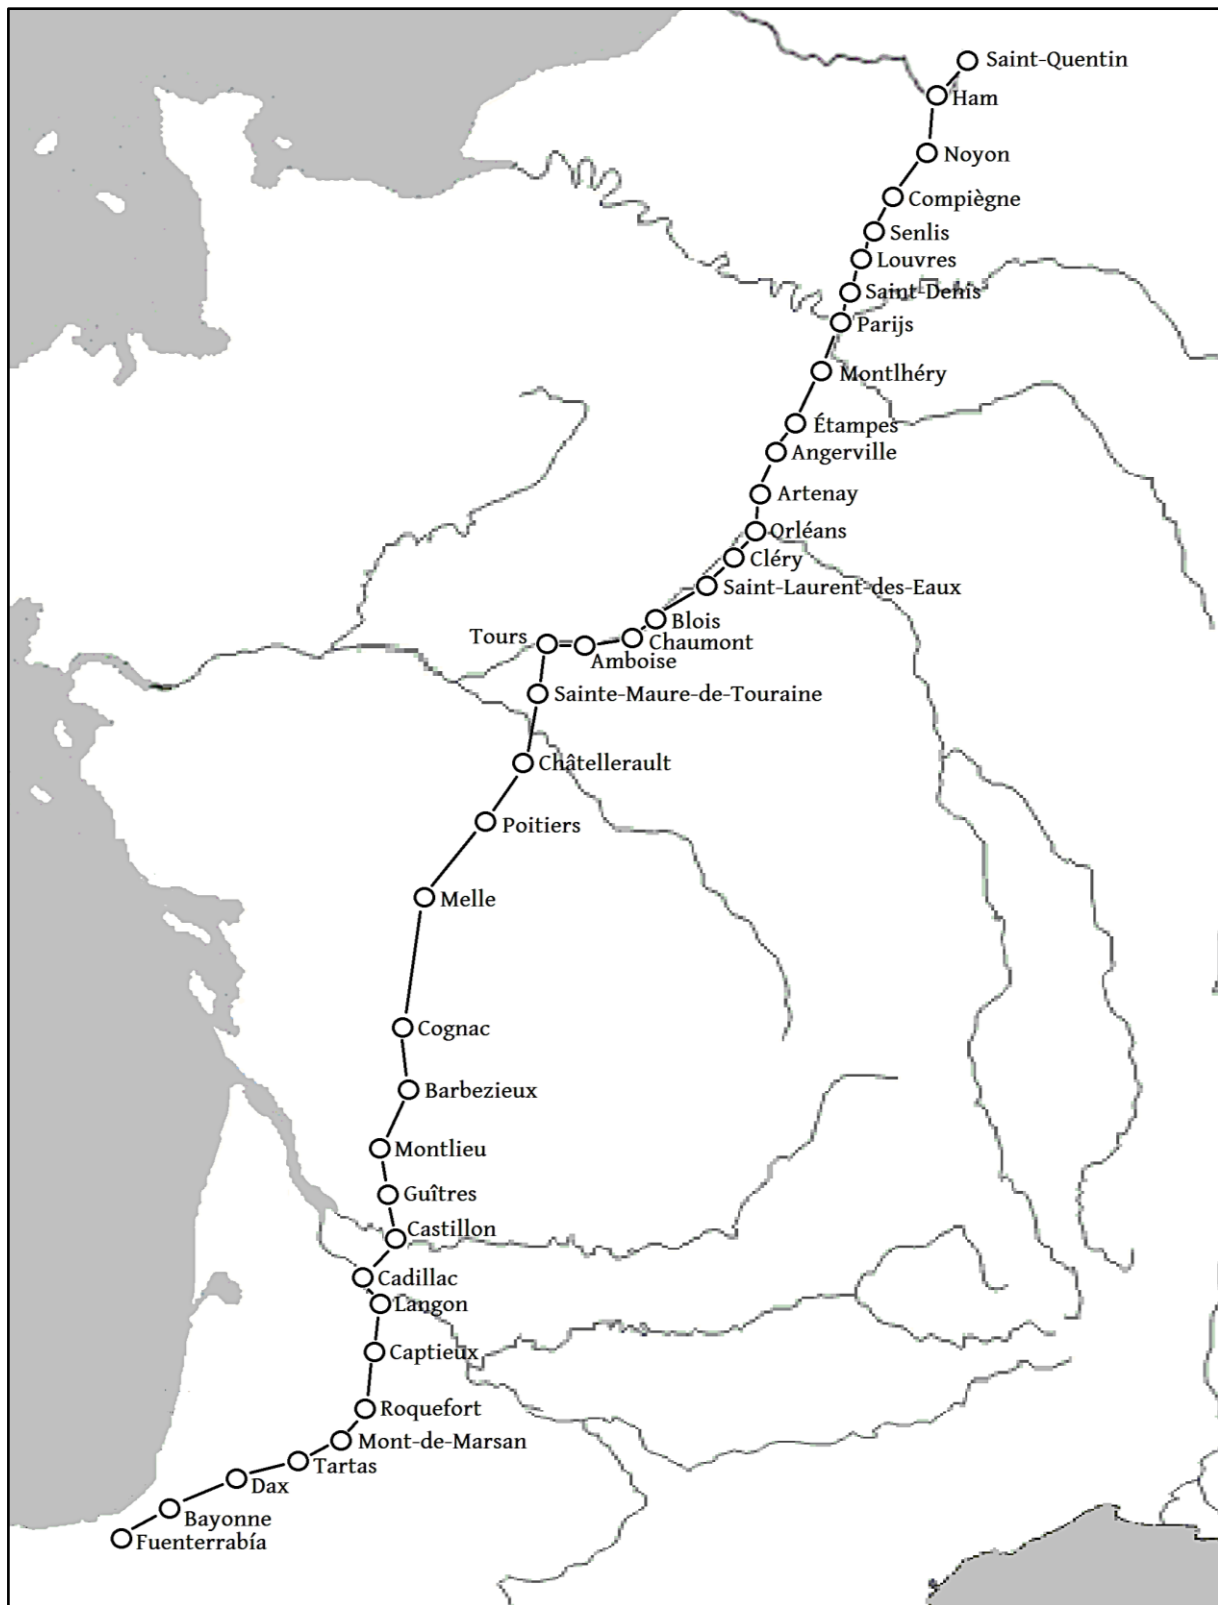 Saint-Quentin
Ham
Noyon
Compiègne
Senlis
Louvres
Saint-Denis
Parijs
Montlhéry
Étampes
Angerville
Artenay
Orléans
Cléry
Saint-Laurent-des-Eaux
Blois
Chaumont
Amboise
Tours
Sainte-Maure-de-Touraine
Châtellerault
Poitiers
Melle
Cognac
Barbezieux
Montlieu
Guîtres
Castillon
Cadillac
Langon
Captieux
Roquefort
Mont-de-Marsan
Tartas
Dax
Bayonne
Fuenterrabía